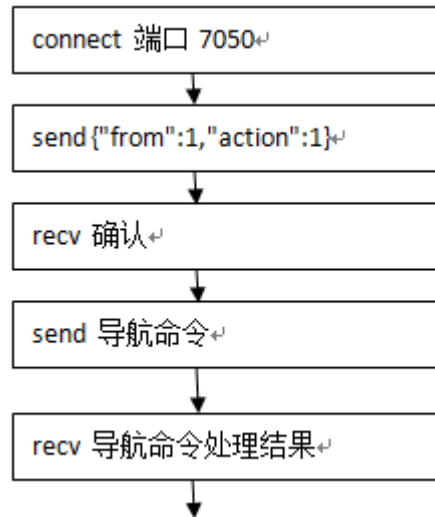 connect 端口 7050↵
send {"from":1,"action":1}↵
recv 确认↵
send 导航命令↵
recv 导航命令处理结果↵